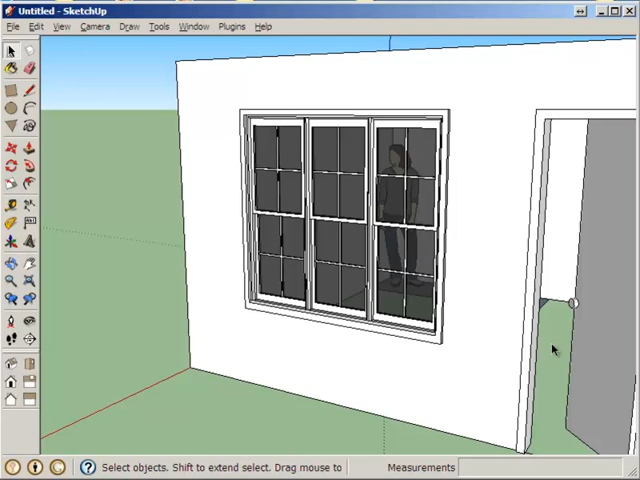 Untitled - SketchUp
File Edit View Camera Draw Tools Window Plugins Help
Select objects. Shift to extend select. Drag mouse to Measurements